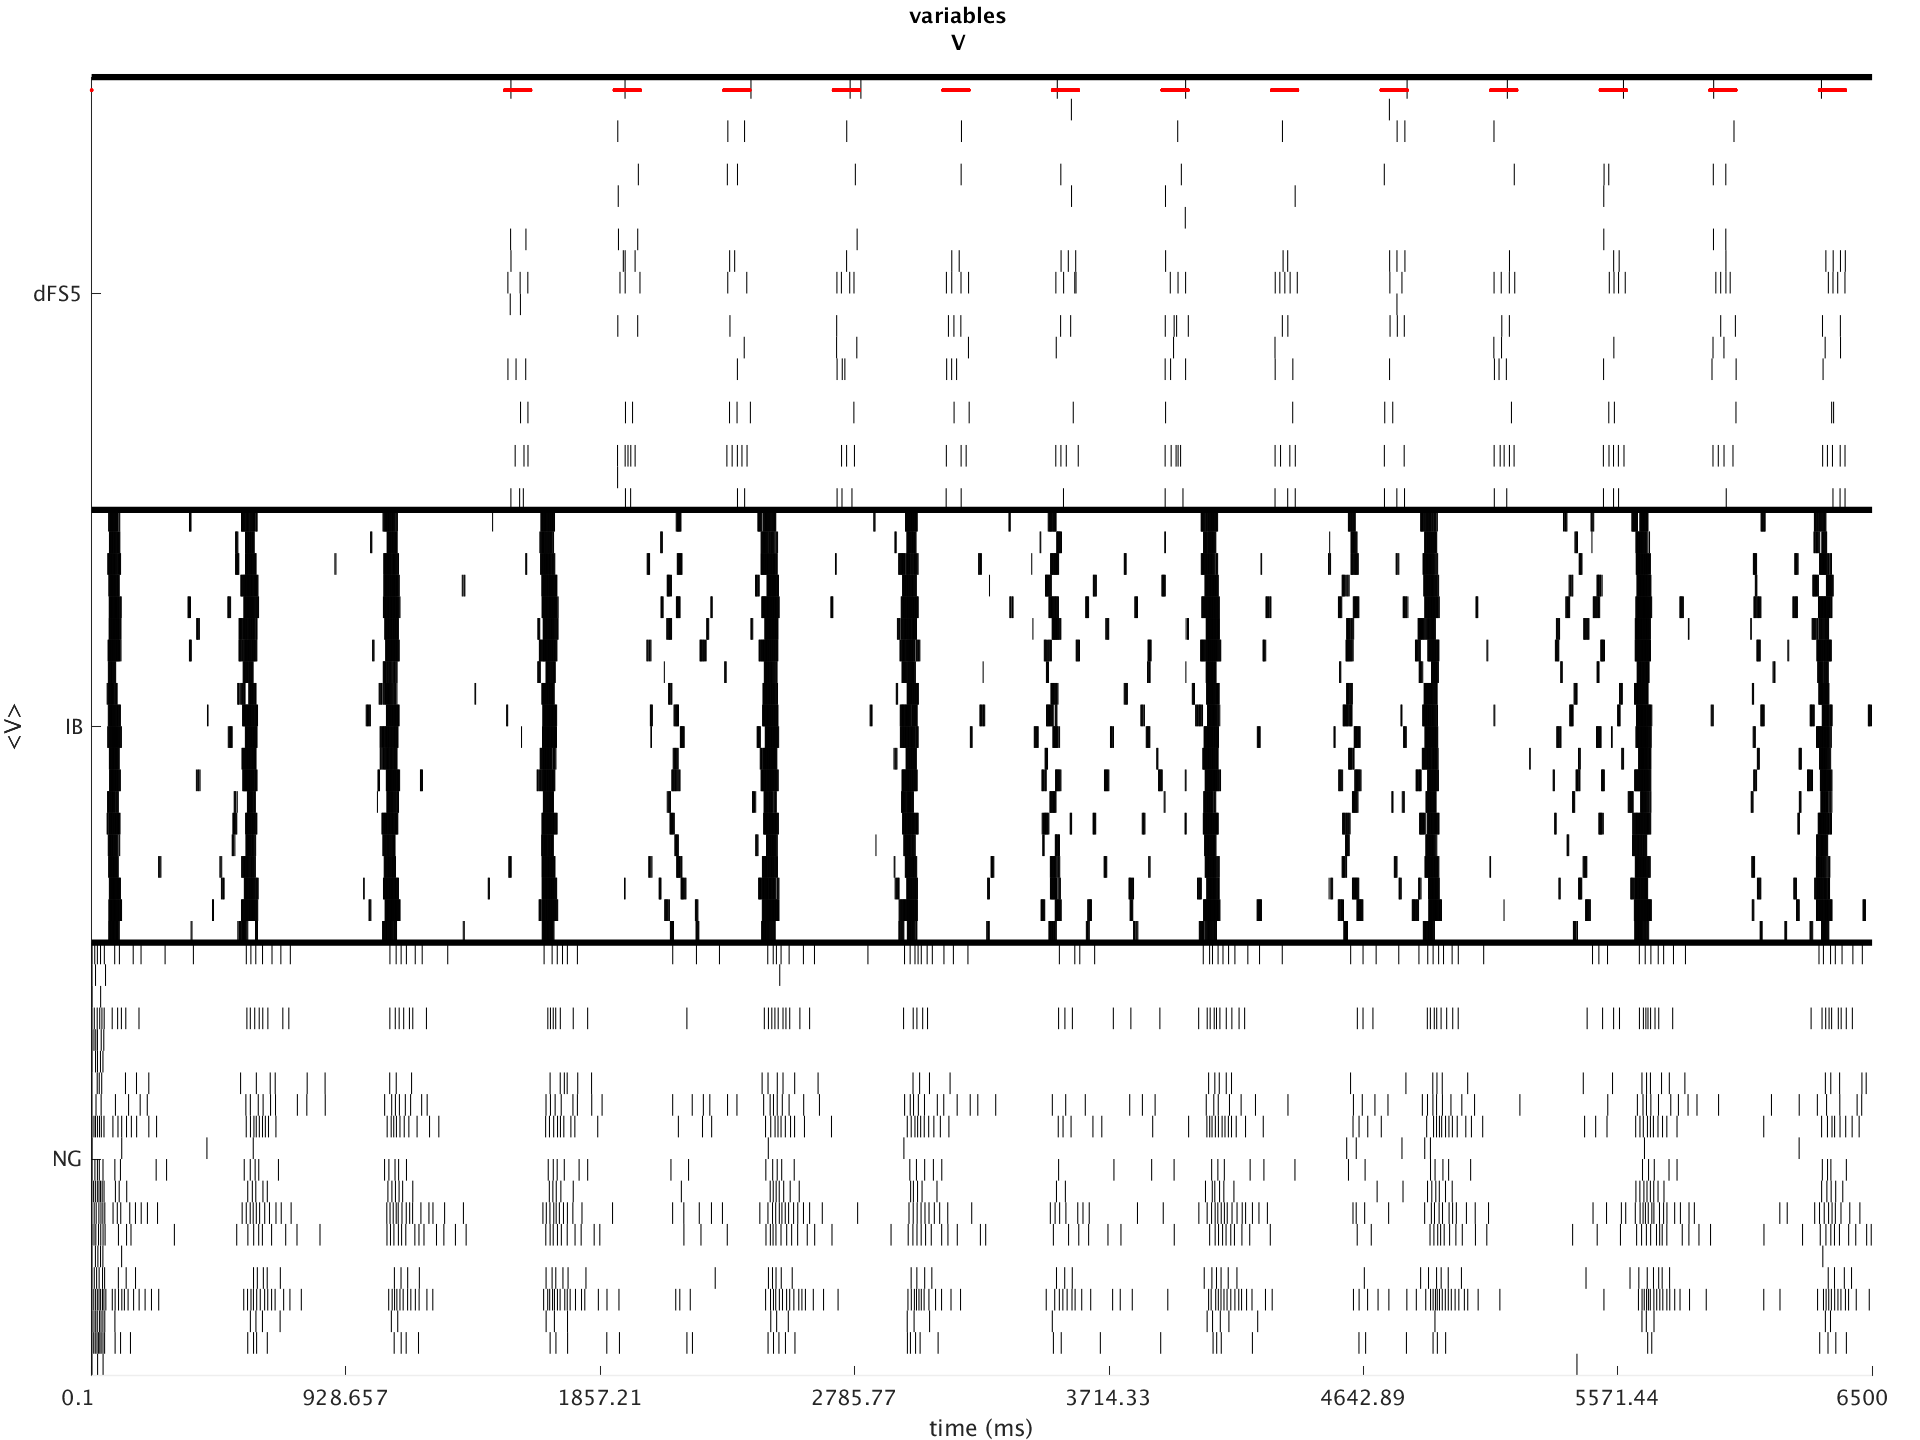 variables
V
dFS5
IB
NG
<V>
0.1 928.657 1857.21 2785.77 3714.33 4642.89 5571.44 6500
time (ms)